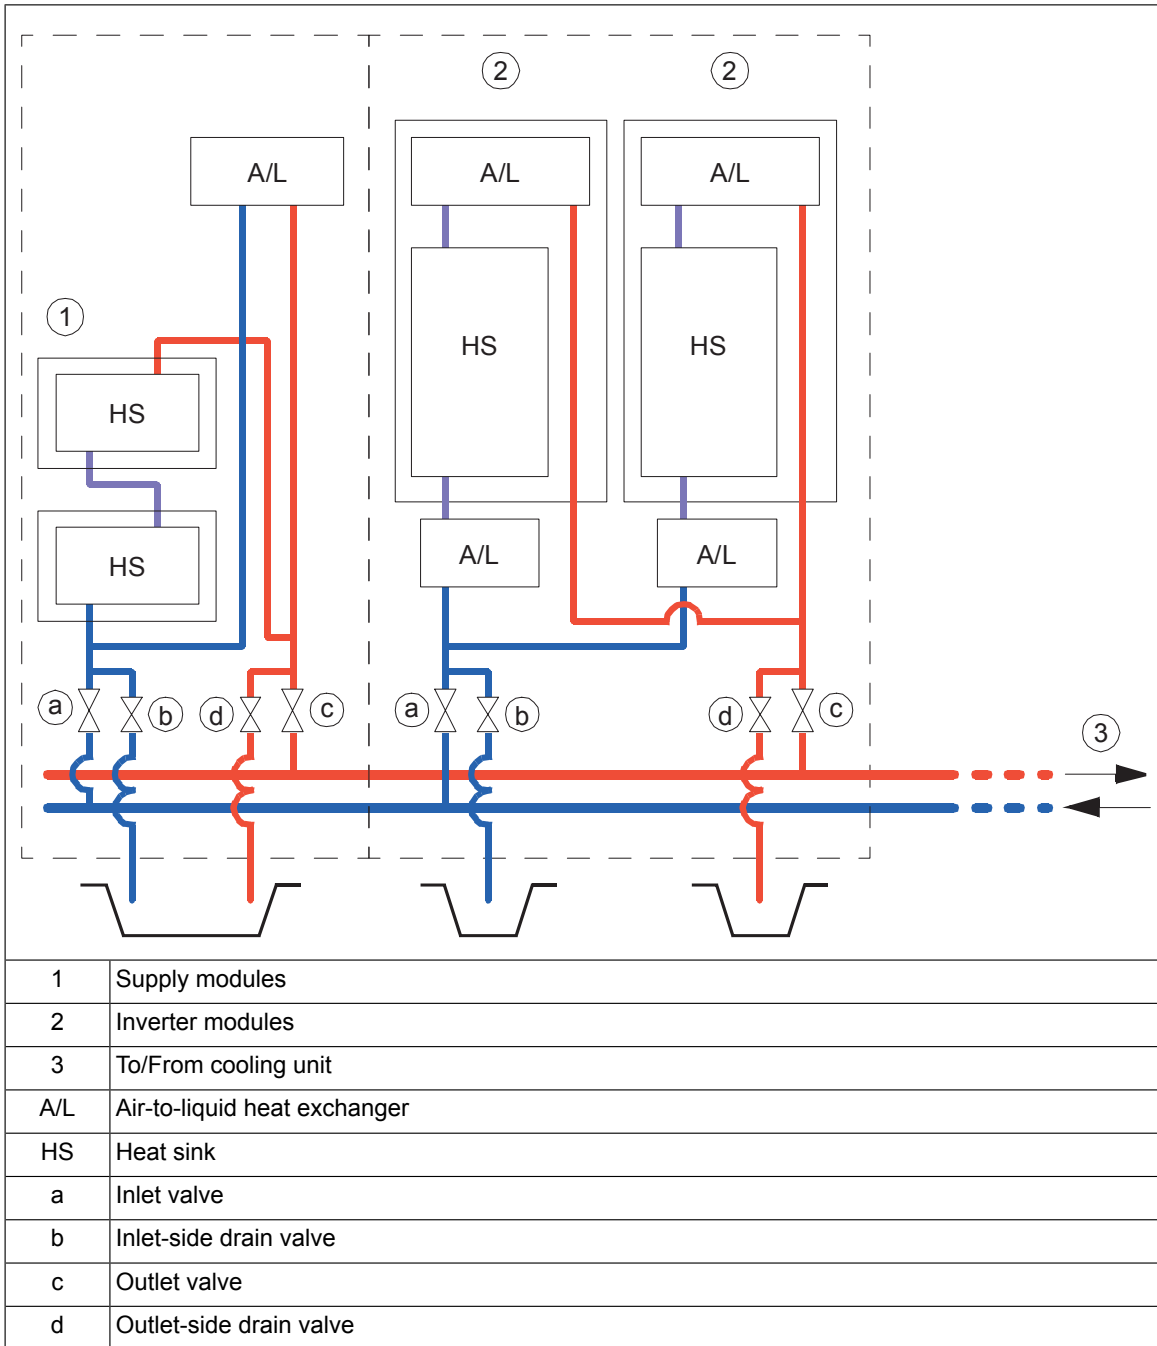 2 2
A/L A/L A/L
1
HS HS HS
HS A/L A/L
a b d c a b d c
3
1 Supply modules
2 Inverter modules
3 To/From cooling unit
A/L Air-to-liquid heat exchanger
HS Heat sink
a Inlet valve
b Inlet-side drain valve
c Outlet valve
d Outlet-side drain valve